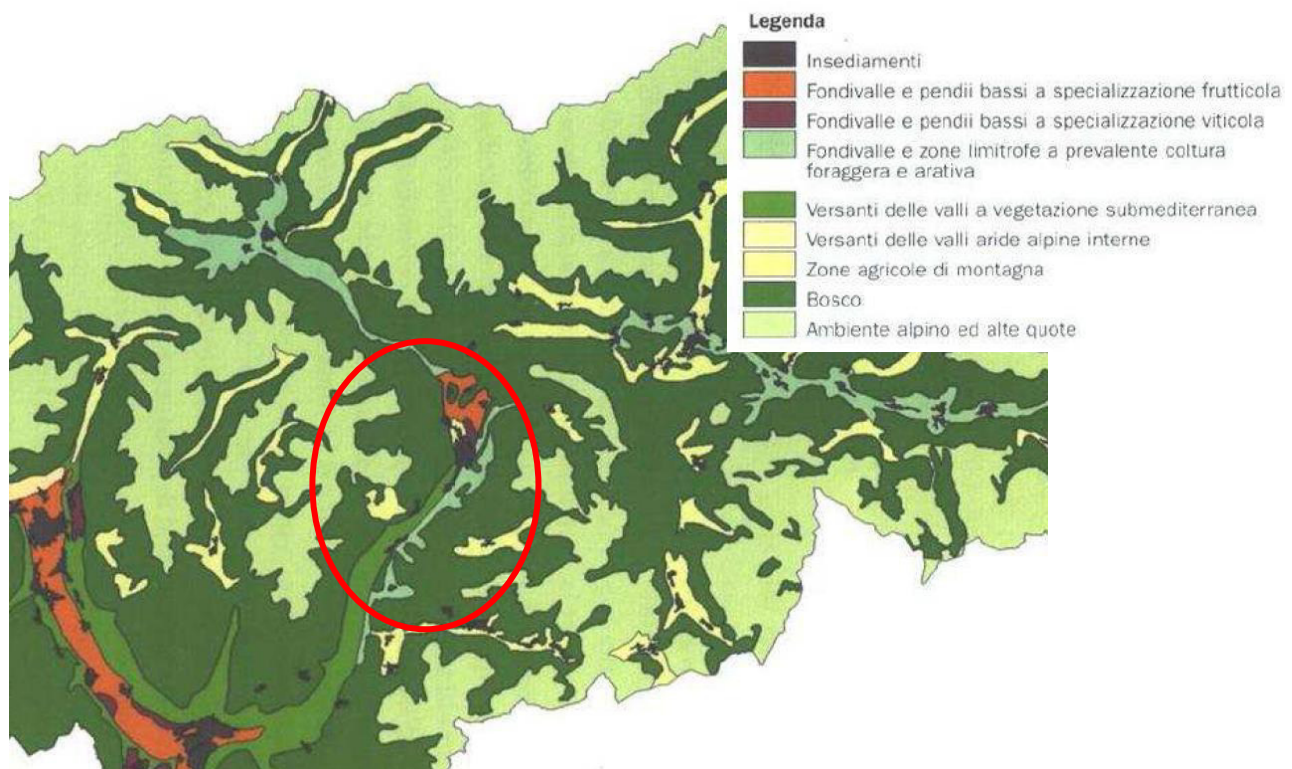 Legenda
Insediamenti
Fondivalle e pendii bassi a specializzazione frutticola
Fondivalle e pendii bassi a specializzazione viticola
Fondivalle e zone limitrofe a prevalente coltura
foraggera e arativa
Versanti delle valli a vegetazione submediterranea
Versanti delle valli aride alpine interne
Zone agricole di montagna
Bosco
Ambiente alpino ed alte quote